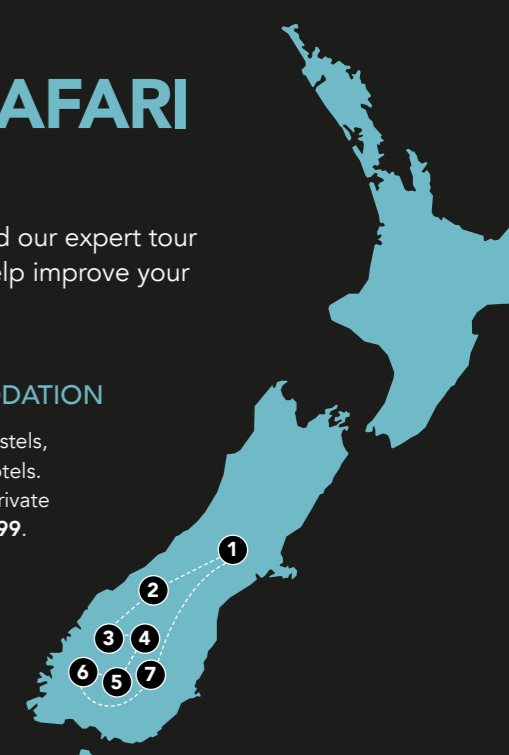 AFARI
d our expert tour
elp improve your
DATION
stels,
otels.
rivate
99.
1
2
3 4
6 5 7